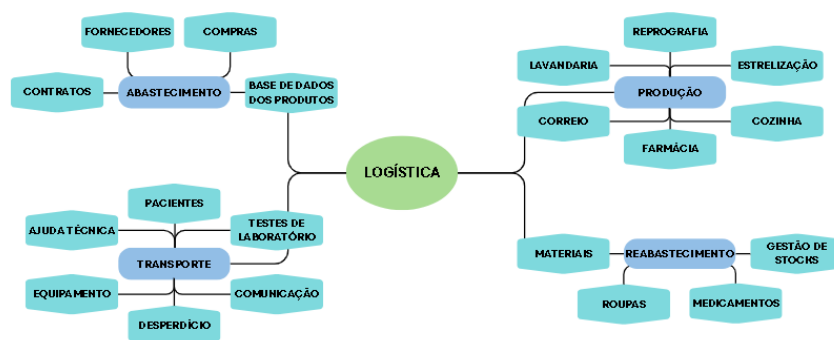 FORNECEDORES
COMPRAS
CONTRATOS
ABASTECIMENTO
BASE DE DADOS
DOS PRODUTOS
REPROGRAFIA
LAVANDARIA
ESTRELIZAÇÃO
PRODUÇÃO
CORREIO
COZINHA
FARMÁCIA
LOGÍSTICA
PACIENTES
AJUDA TÉCNICA
TESTES DE
LABORATÓRIO
TRANSPORTE
EQUIPAMENTO
COMUNICAÇÃO
DESPERDÍCIO
MATERIAIS
REABASTECIMENTO
GESTÃO DE
STOCKS
ROUPAS
MEDICAMENTOS